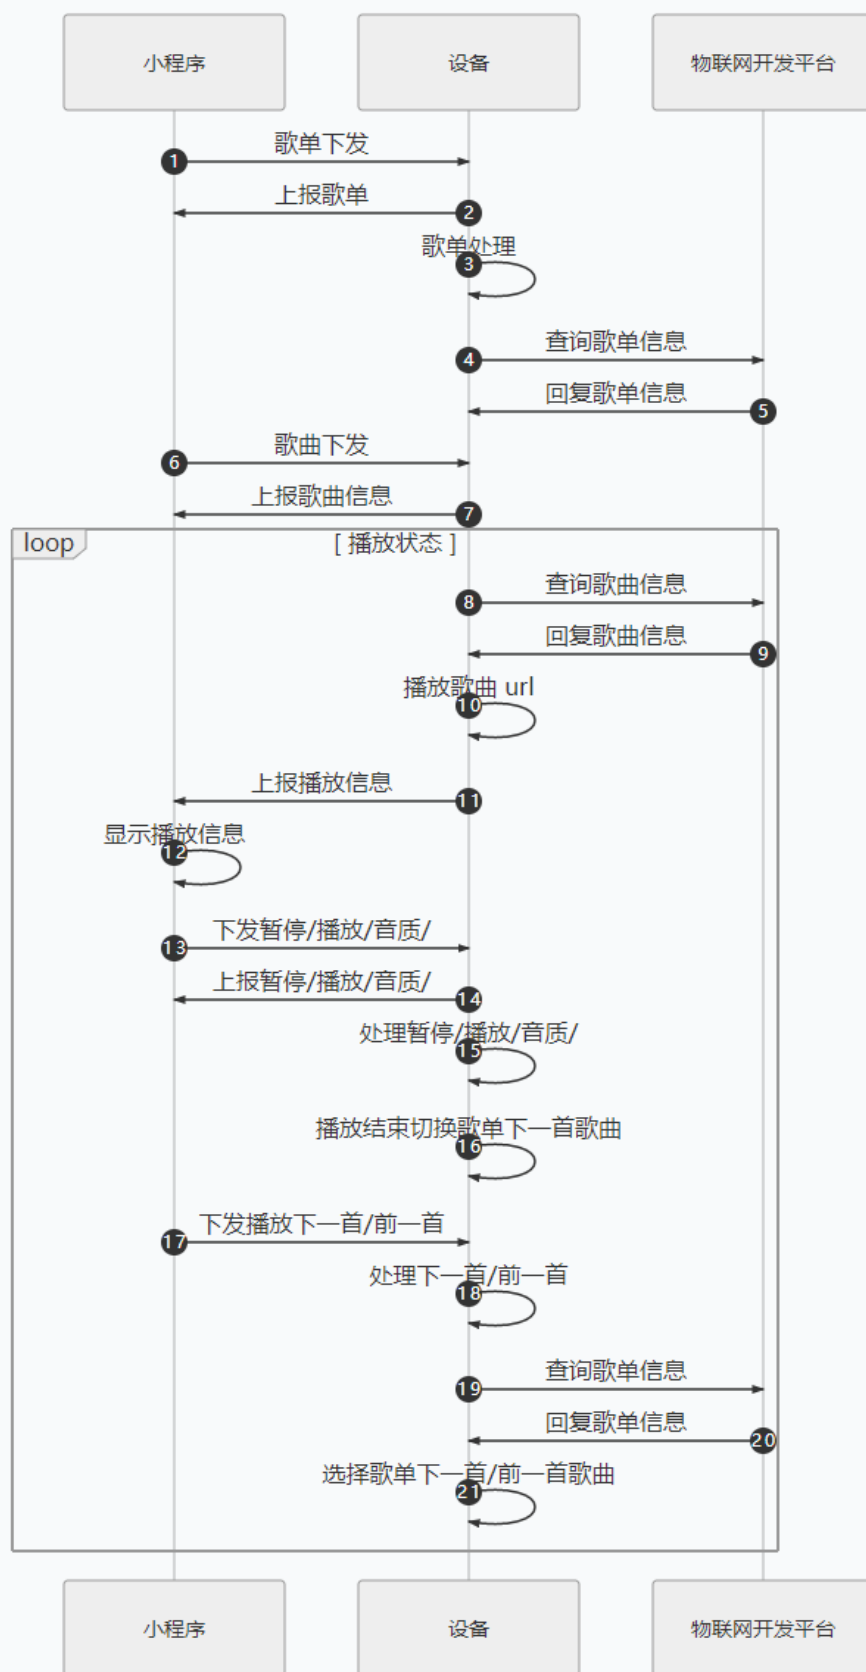 小程序
设备
物联网开发平台
歌单下发
1
上报歌单
2
歌单处理
3
查询歌单信息
4
回复歌单信息
5
歌曲下发
6
上报歌曲信息
7
loop
[ 播放状态 ]
查询歌曲信息
8
回复歌曲信息
9
播放歌曲 url
10
上报播放信息
11
显示播放信息
12
下发暂停/播放/音质/
13
上报暂停/播放/音质/
14
处理暂停/播放/音质/
15
播放结束切换歌单下一首歌曲
16
下发播放下一首/前一首
17
处理下一首/前一首
18
查询歌单信息
19
回复歌单信息
20
选择歌单下一首/前一首歌曲
21
小程序
设备
物联网开发平台